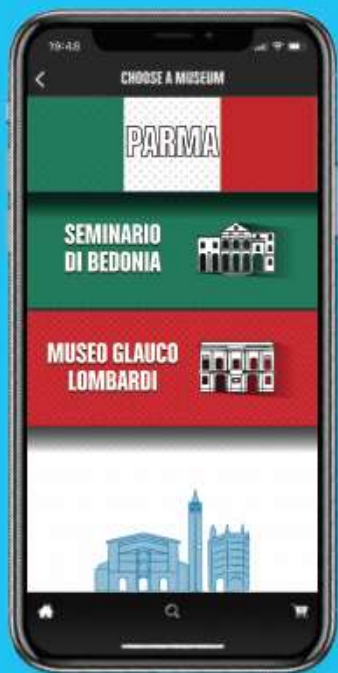 19:48
CHOOSE A MUSEUM
PARMA
SEMINARIO
DI BEDONIA
MUSEO GLAUCO
LOMBARDI